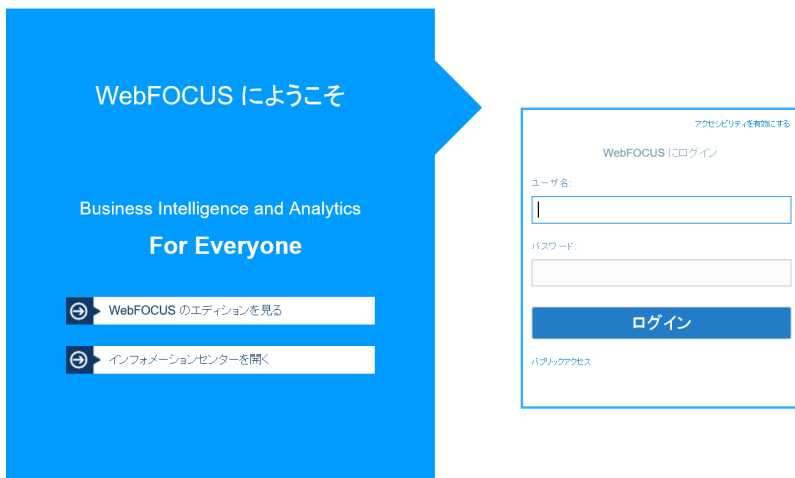 WebFOCUS にようこそ
Business Intelligence and Analytics
For Everyone
WebFOCUS のエディションを見る
インフォメーションセンターを開く
アクセシビリティを有効にする
WebFOCUS にログイン
ユーザ名:
パスワード:
ログイン
パブリックアクセス